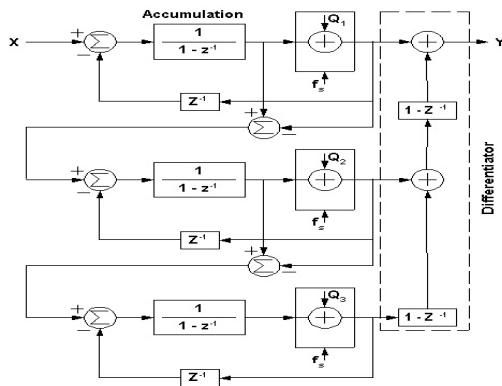 Accumulation
X
+
Σ
−
1
1 - z⁻¹
Q₁
+
fₛ
+
Y
Z⁻¹
+
Σ
−
1 - Z⁻¹
+
Σ
−
1
1 - z⁻¹
Q₂
+
fₛ
+
Z⁻¹
+
Σ
−
+
Σ
−
1
1 - z⁻¹
Q₃
+
fₛ
1 - Z⁻¹
Z⁻¹
Differentiator